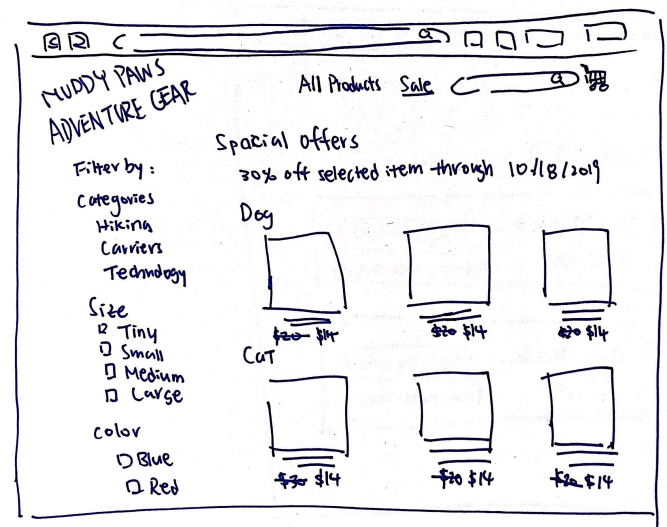 MUDDY PAWS
ADVENTURE GEAR
All Products Sale
Spacial offers
30% off selected item through 10/18/2019
Filter by :
Categories
Hiking
Carriers
Technology
Size
Tiny
Small
Medium
Large
color
Blue
Red
Dog
$20 $14
$20 $14
$20 $14
CaT
$30 $14
$20 $14
$20 $14